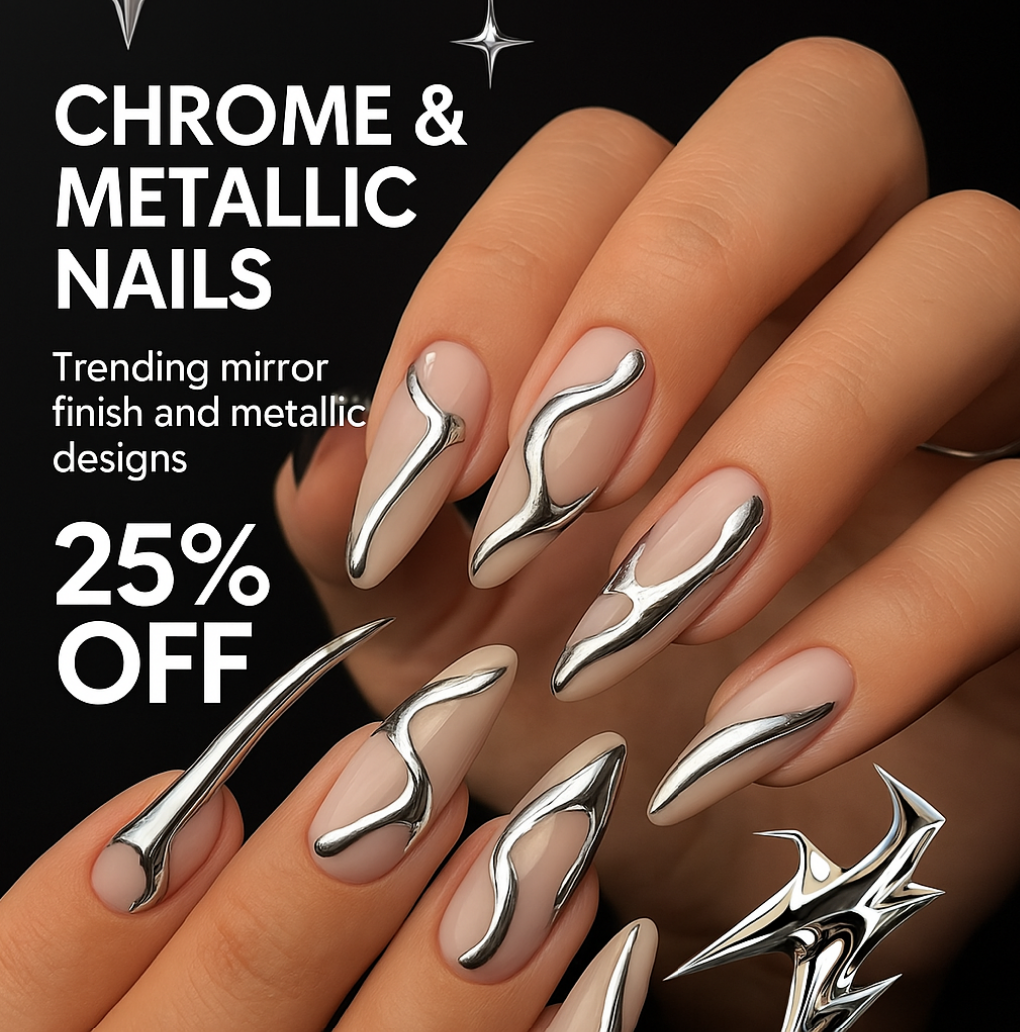 CHROME &
METALLIC
NAILS
Trending mirror
finish and metallic
designs
25%
OFF